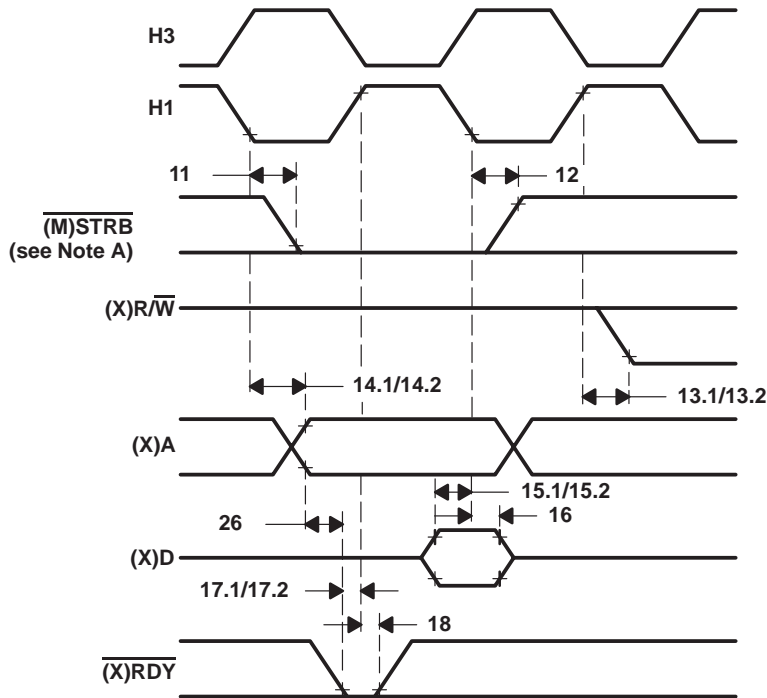 H3
H1
11
12
(M)STRB
(see Note A)
(X)R/W
14.1/14.2
13.1/13.2
(X)A
15.1/15.2
26
16
(X)D
17.1/17.2
18
(X)RDY